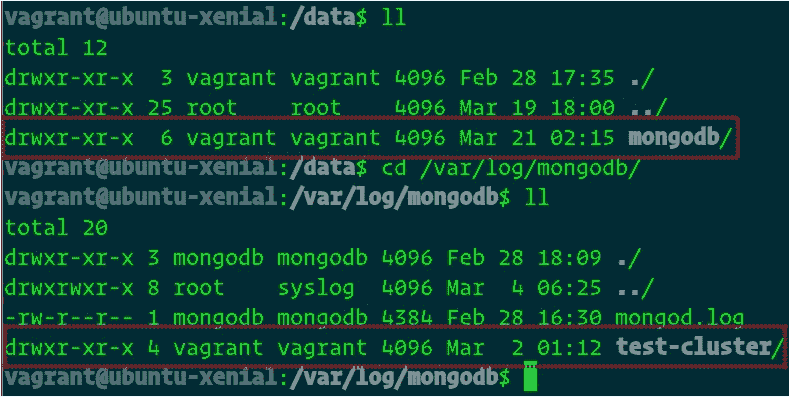 vagrant@ubuntu-xenial:/data$ ll
total 12
drwxr-xr-x  3 vagrant vagrant 4096 Feb 28 17:35 ./
drwxr-xr-x 25 root    root    4096 Mar 19 18:00 ../
drwxr-xr-x  6 vagrant vagrant 4096 Mar 21 02:15 mongodb/
vagrant@ubuntu-xenial:/data$ cd /var/log/mongodb/
vagrant@ubuntu-xenial:/var/log/mongodb$ ll
total 20
drwxr-xr-x 3 mongodb mongodb 4096 Feb 28 18:09 ./
drwxrwxr-x 8 root    syslog  4096 Mar  4 06:25 ../
-rw-r--r-- 1 mongodb mongodb 4384 Feb 28 16:30 mongod.log
drwxr-xr-x 4 vagrant vagrant 4096 Mar  2 01:12 test-cluster/
vagrant@ubuntu-xenial:/var/log/mongodb$